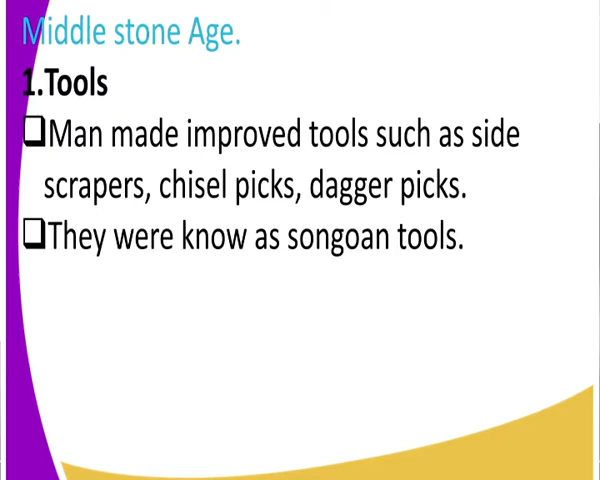 Middle stone Age.
1.Tools
❑Man made improved tools such as side
scrapers, chisel picks, dagger picks.
❑They were know as songoan tools.